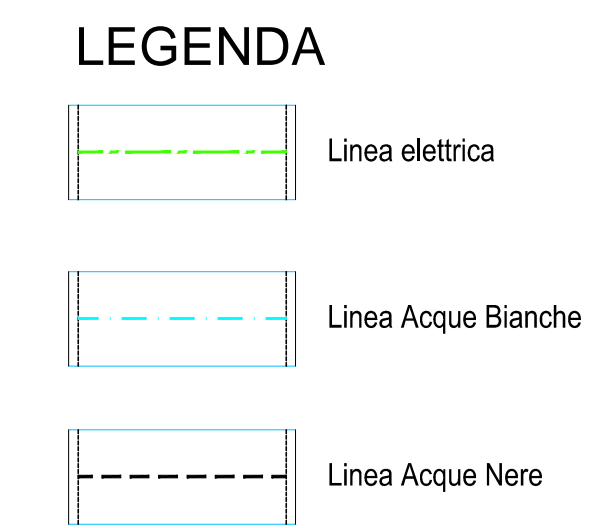 LEGENDA
Linea elettrica
Linea Acque Bianche
Linea Acque Nere